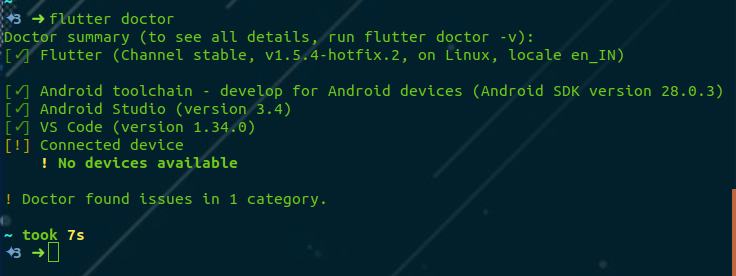 ~
✦3 ➜flutter doctor
Doctor summary (to see all details, run flutter doctor -v):
[✓] Flutter (Channel stable, v1.5.4-hotfix.2, on Linux, locale en_IN)
[✓] Android toolchain - develop for Android devices (Android SDK version 28.0.3)
[✓] Android Studio (version 3.4)
[✓] VS Code (version 1.34.0)
[!] Connected device
! No devices available
! Doctor found issues in 1 category.
~ took 7s
✦3 ➜